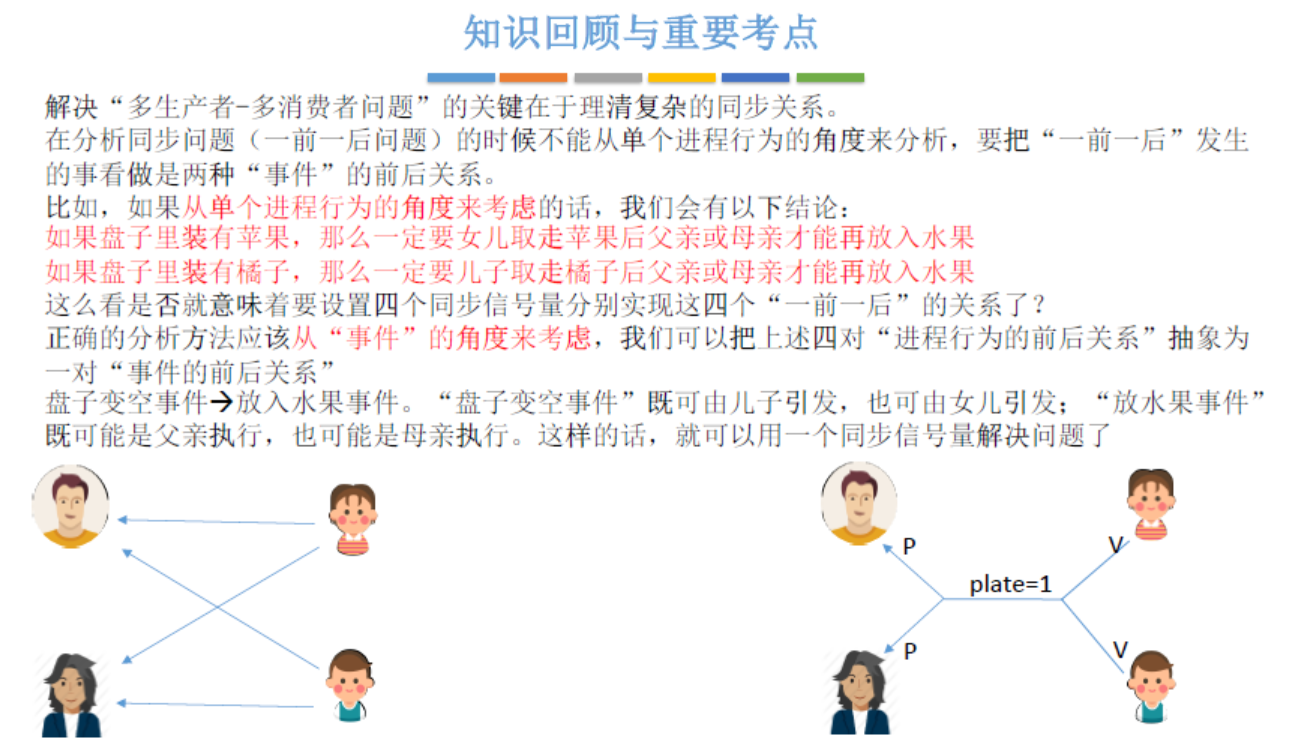 知识回顾与重要考点
解决“多生产者-多消费者问题”的关键在于理清复杂的同步关系。
在分析同步问题（一前一后问题）的时候不能从单个进程行为的角度来分析，要把“一前一后”发生
的事看做是两种“事件”的前后关系。
比如，如果从单个进程行为的角度来考虑的话，我们会有以下结论：
如果盘子里装有苹果，那么一定要女儿取走苹果后父亲或母亲才能再放入水果
如果盘子里装有橘子，那么一定要儿子取走橘子后父亲或母亲才能再放入水果
这么看是否就意味着要设置四个同步信号量分别实现这四个“一前一后”的关系了？
正确的分析方法应该从“事件”的角度来考虑，我们可以把上述四对“进程行为的前后关系”抽象为
一对“事件的前后关系”
盘子变空事件→放入水果事件。“盘子变空事件”既可由儿子引发，也可由女儿引发；“放水果事件”
既可能是父亲执行，也可能是母亲执行。这样的话，就可以用一个同步信号量解决问题了
P
V
plate=1
P
V